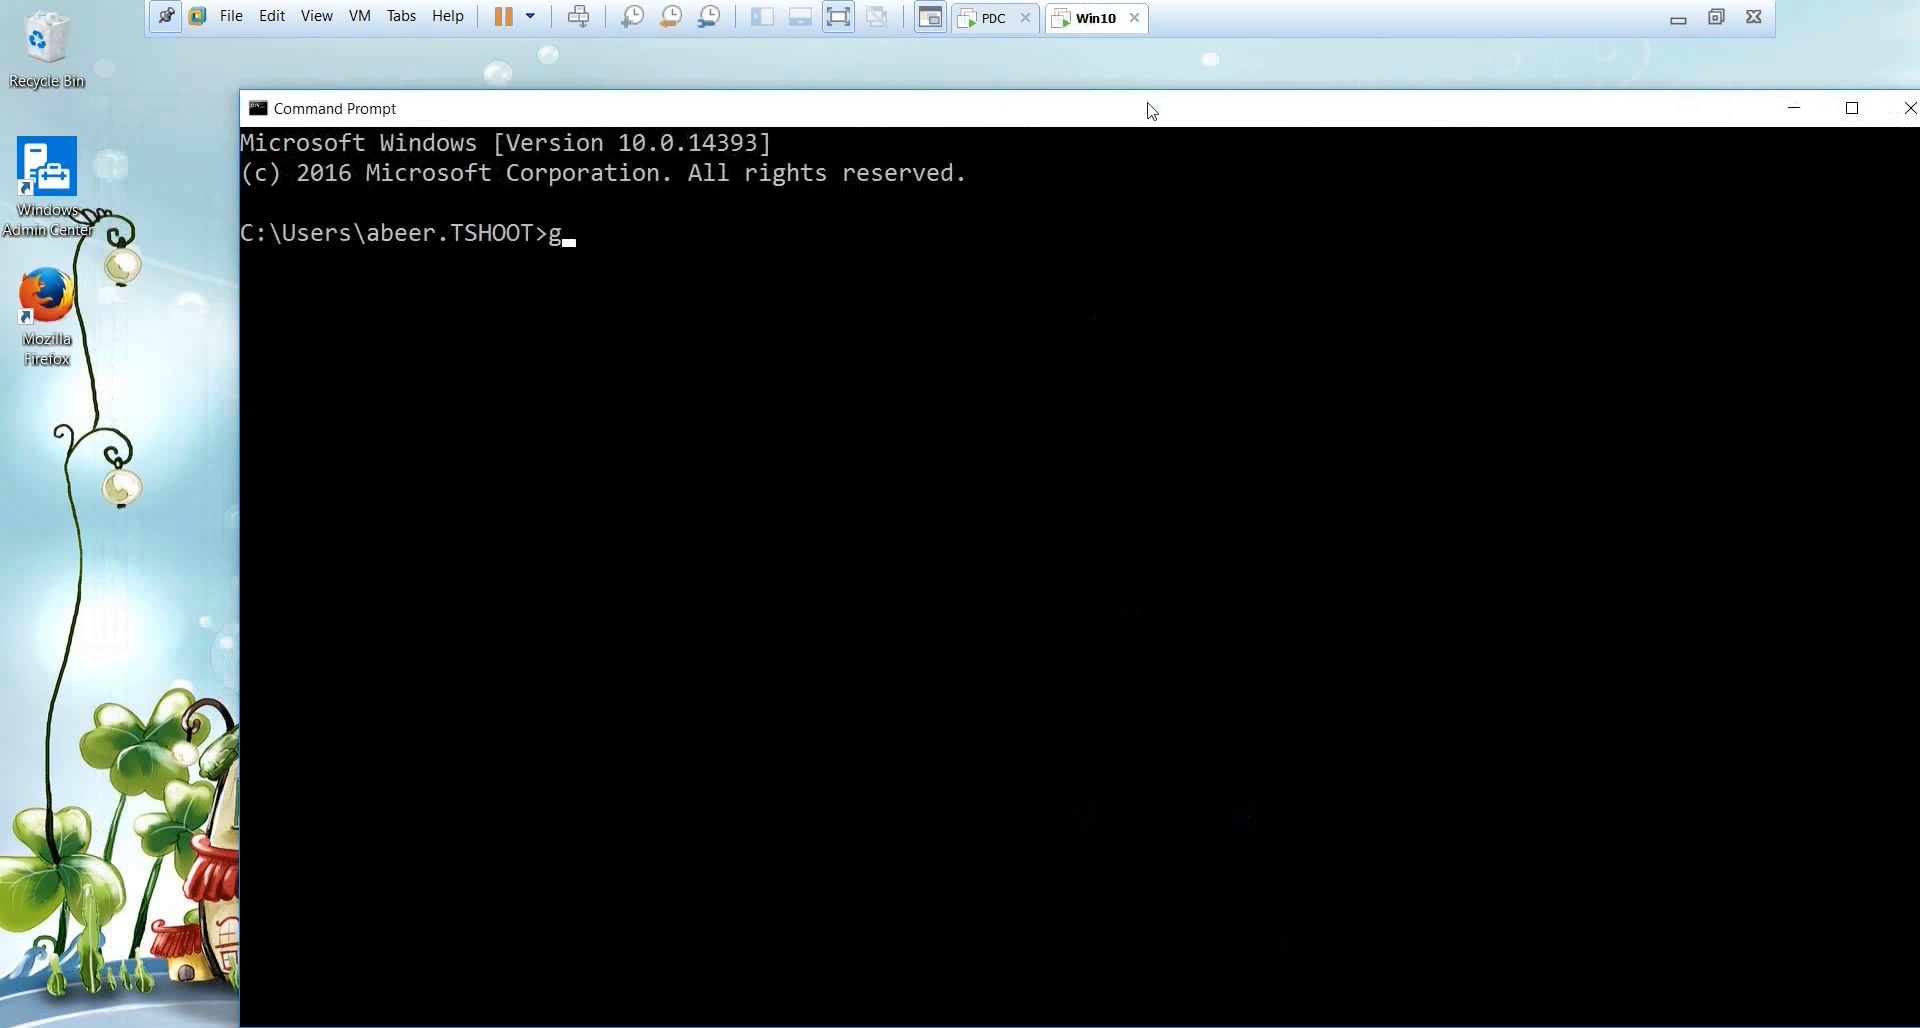 File Edit View VM Tabs Help PDC Win10
Recycle Bin
Command Prompt
Microsoft Windows [Version 10.0.14393]
(c) 2016 Microsoft Corporation. All rights reserved.
Windows
Admin Center
C:\Users\abeer.TSHOOT>g
Mozilla
Firefox